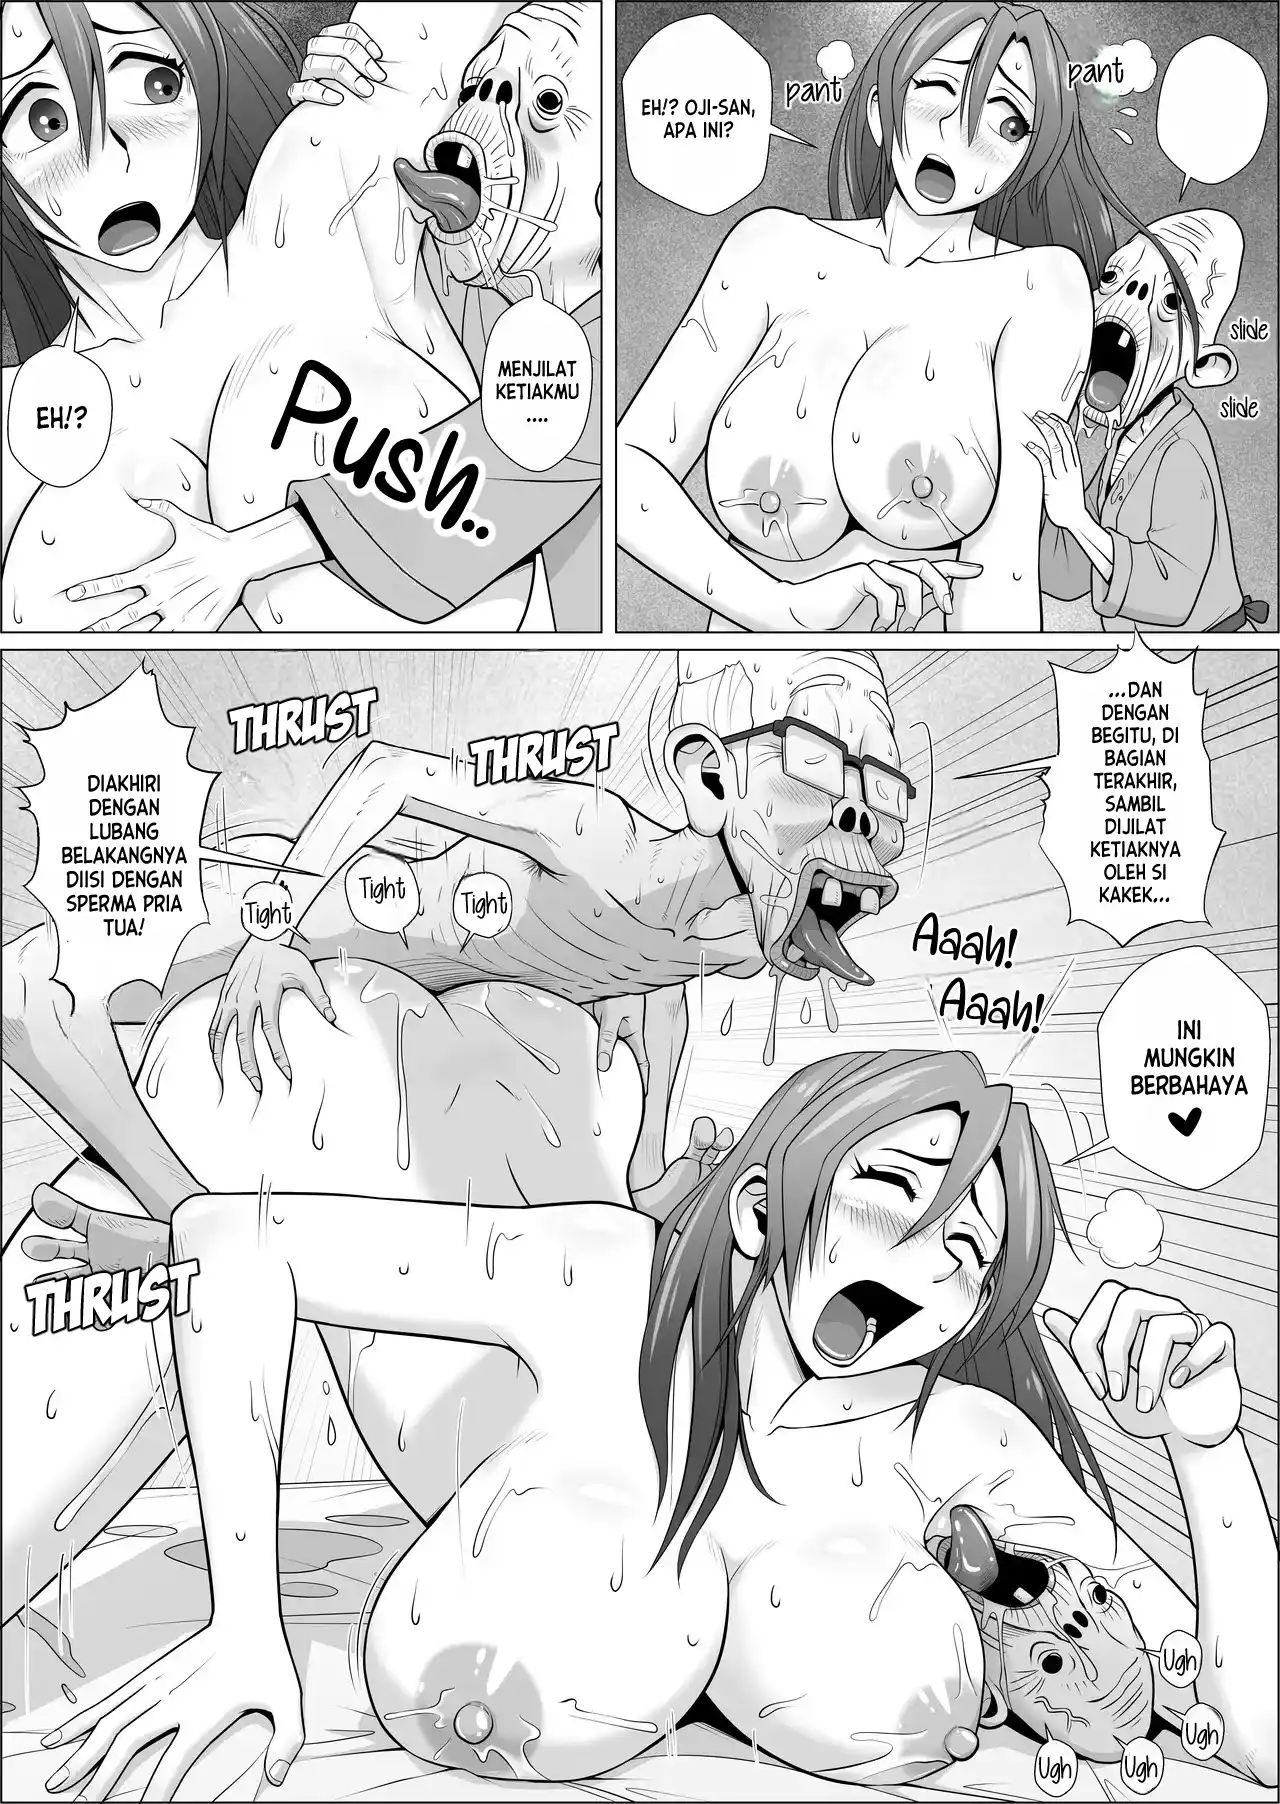 EH!? OJI-SAN,
APA INI?
pant
pant
slide
slide
EH!?
MENJILAT
KETIAKMU
....
Push..
...DAN
DENGAN
BEGITU, DI
BAGIAN
TERAKHIR,
SAMBIL
DIJILAT
KETIAKNYA
OLEH SI
KAKEK...
THRUST
THRUST
DIAKHIRI
DENGAN
LUBANG
BELAKANGNYA
DIISI DENGAN
SPERMA PRIA
TUA!
Tight
Tight
Tight
Aaah!
Aaah!
INI
MUNGKIN
BERBAHAYA
♥
THRUST
Ugh
Ugh
Ugh
Ugh